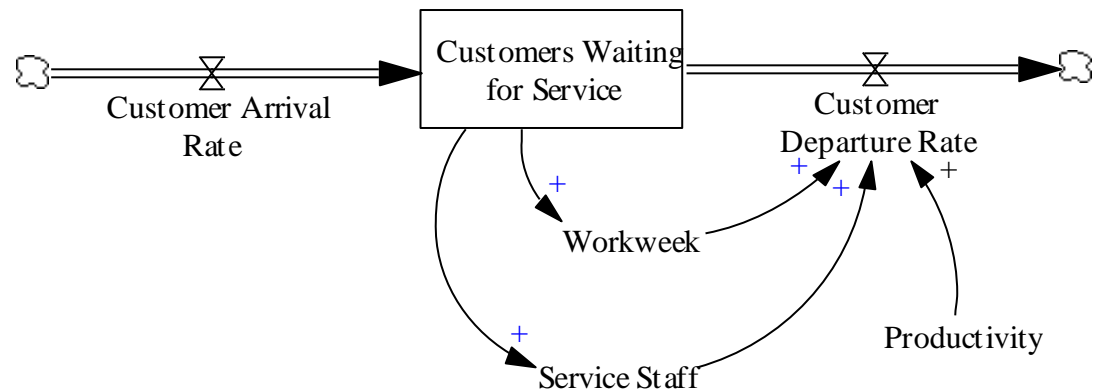 Customers Waiting
for Service
Customer Arrival
Rate
Customer
Departure Rate
+
+
+
+
Workweek
+
Productivity
Service Staff